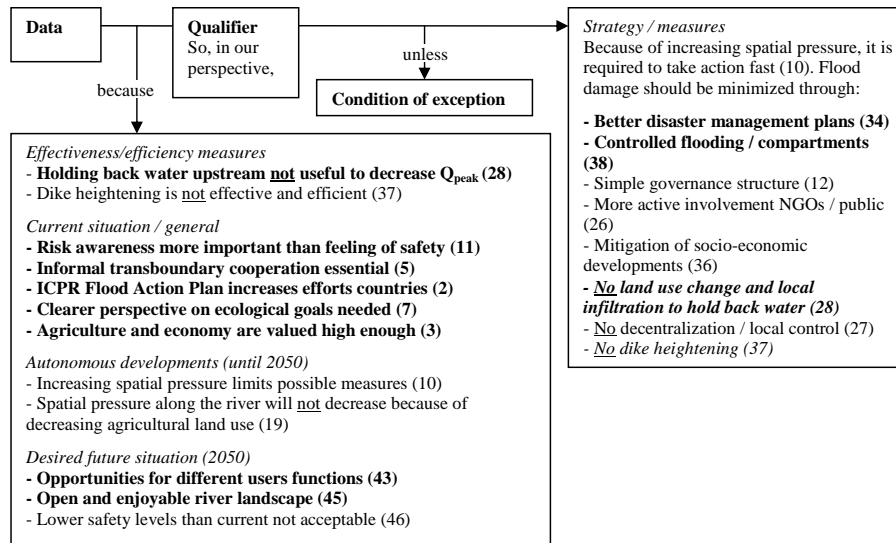 Data
Qualifier
So, in our
perspective,
because
unless
Condition of exception
Effectiveness/efficiency measures
- Holding back water upstream not useful to decrease Qpeak (28)
- Dike heightening is not effective and efficient (37)
Current situation / general
- Risk awareness more important than feeling of safety (11)
- Informal transboundary cooperation essential (5)
- ICPR Flood Action Plan increases efforts countries (2)
- Clearer perspective on ecological goals needed (7)
- Agriculture and economy are valued high enough (3)
Autonomous developments (until 2050)
- Increasing spatial pressure limits possible measures (10)
- Spatial pressure along the river will not decrease because of
decreasing agricultural land use (19)
Desired future situation (2050)
- Opportunities for different users functions (43)
- Open and enjoyable river landscape (45)
- Lower safety levels than current not acceptable (46)
Strategy / measures
Because of increasing spatial pressure, it is
required to take action fast (10). Flood
damage should be minimized through:
- Better disaster management plans (34)
- Controlled flooding / compartments
(38)
- Simple governance structure (12)
- More active involvement NGOs / public
(26)
- Mitigation of socio-economic
developments (36)
- No land use change and local
infiltration to hold back water (28)
- No decentralization / local control (27)
- No dike heightening (37)